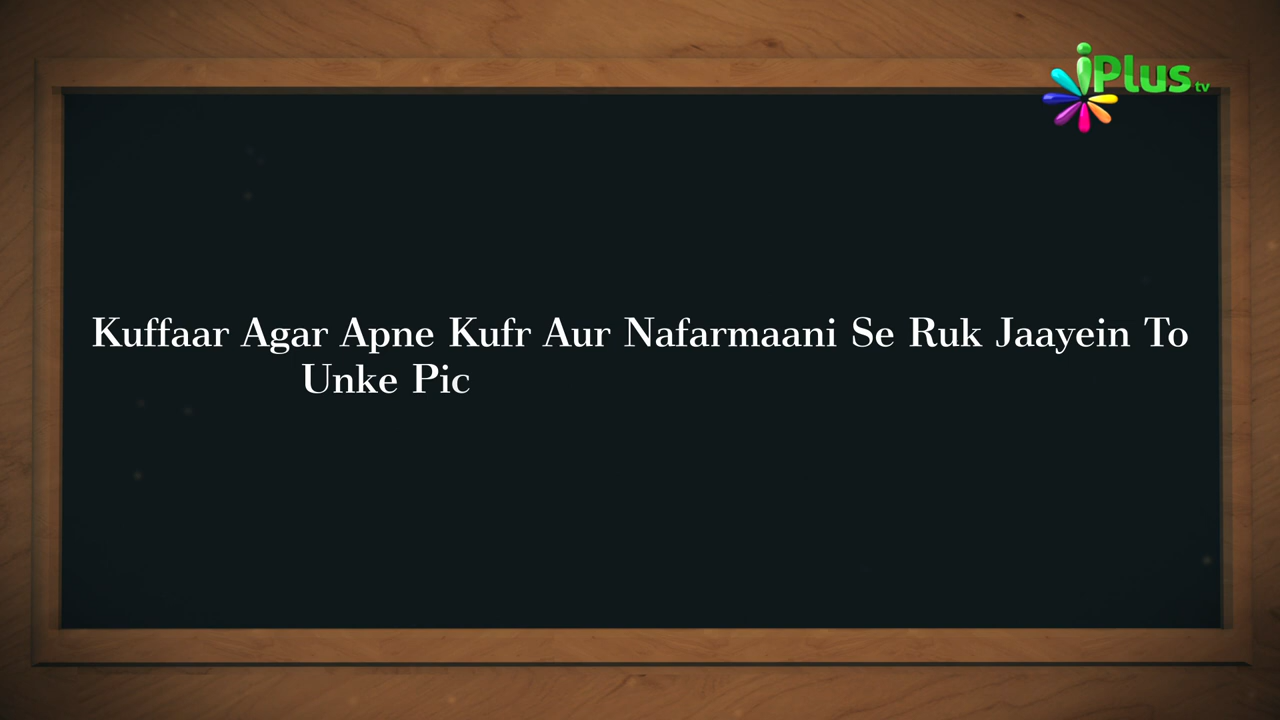 iPlus tv
Kuffaar Agar Apne Kufr Aur Nafarmaani Se Ruk Jaayein To
Unke Pic